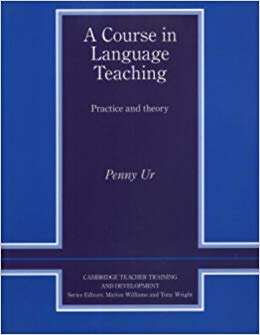 A Course in
Language
Teaching
Practice and theory
Penny Ur
CAMBRIDGE TEACHER TRAINING
AND DEVELOPMENT
Series Editors: Marion Williams and Tony Wright